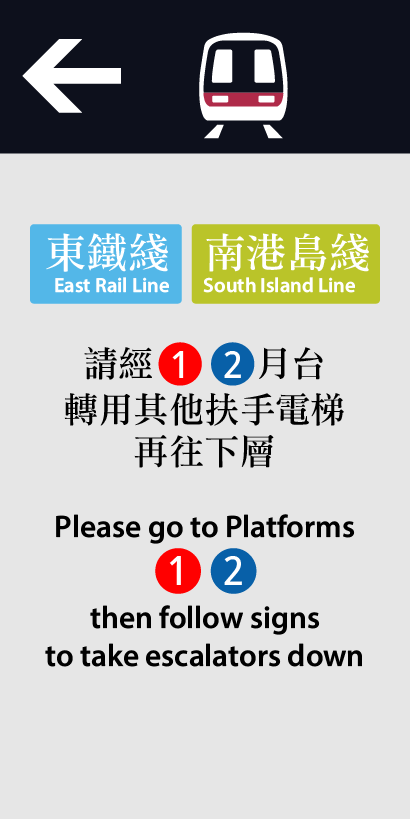 東鐵綫 南港島綫
East Rail Line South Island Line
請經 1 2 月台
轉用其他扶手電梯
再往下層
Please go to Platforms
1 2
then follow signs
to take escalators down